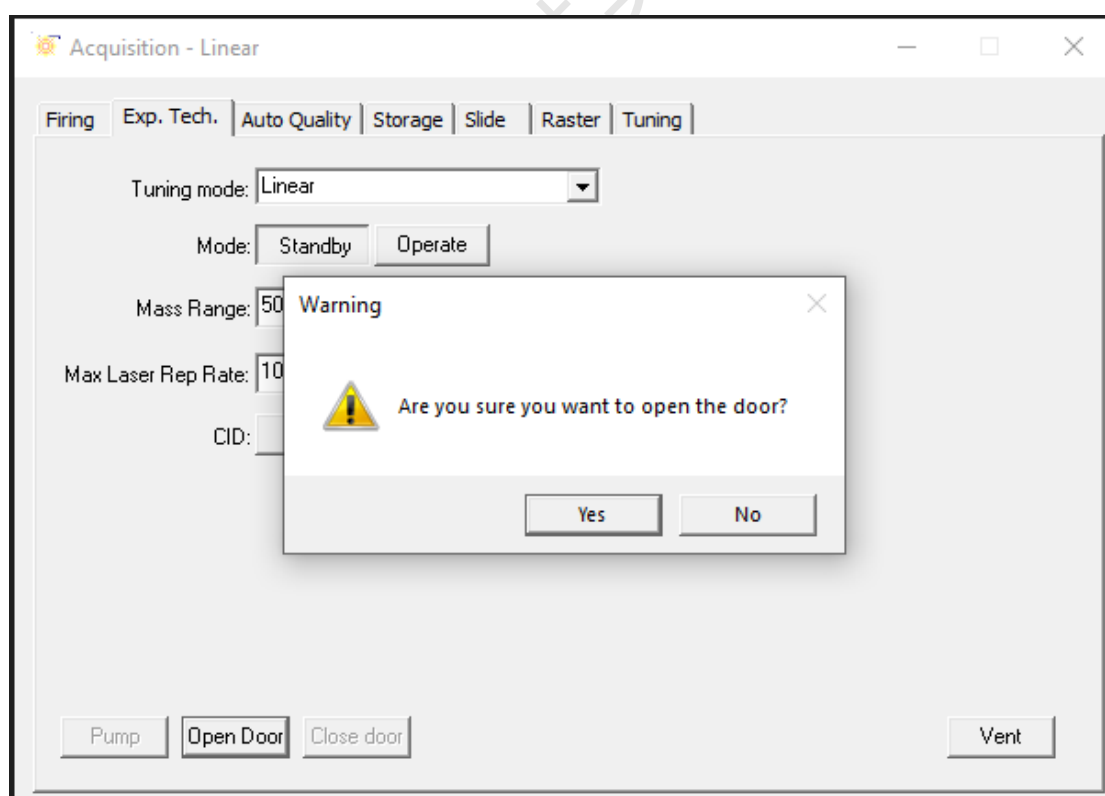 Acquisition - Linear
Firing Exp. Tech. Auto Quality Storage Slide Raster Tuning
Tuning mode: Linear
Mode: Standby Operate
Mass Range: 50
Max Laser Rep Rate: 10
CID:
Warning
Are you sure you want to open the door?
Yes No
Pump Open Door Close door Vent